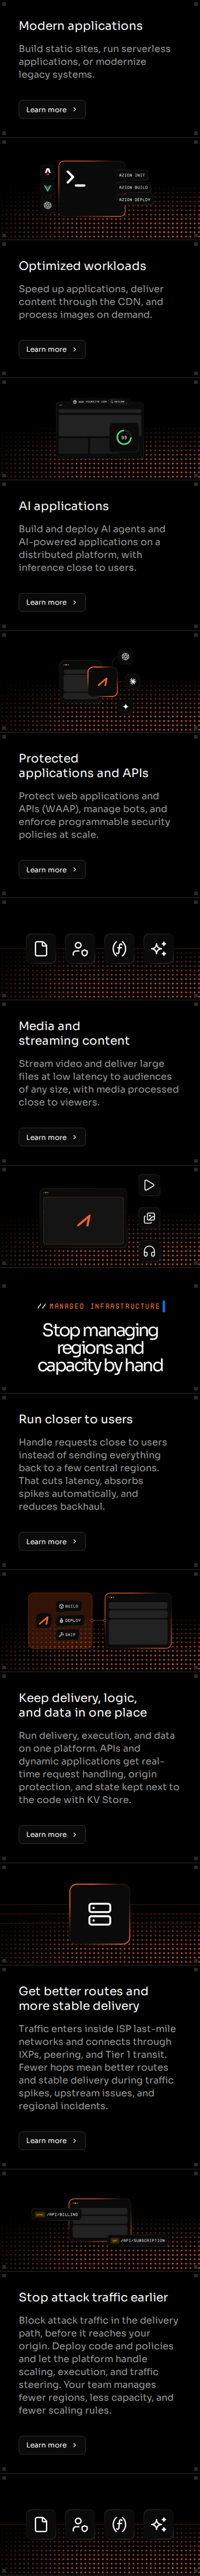 Modern applications
Build static sites, run serverless
applications, or modernize
legacy systems.
Learn more
AZION INIT
AZION BUILD
AZION DEPLOY
Optimized workloads
Speed up applications, deliver
content through the CDN, and
process images on demand.
Learn more
AI applications
Build and deploy AI agents and
AI-powered applications on a
distributed platform, with
inference close to users.
Learn more
Protected
applications and APIs
Protect web applications and
APIs (WAAP), manage bots, and
enforce programmable security
policies at scale.
Learn more
Media and
streaming content
Stream video and deliver large
files at low latency to audiences
of any size, with media processed
close to viewers.
Learn more
// MANAGED INFRASTRUCTURE
Stop managing
regions and
capacity by hand
Run closer to users
Handle requests close to users
instead of sending everything
back to a few central regions.
That cuts latency, absorbs
spikes automatically, and
reduces backhaul.
Learn more
BUILD
DEPLOY
SHIP
Keep delivery, logic,
and data in one place
Run delivery, execution, and data
on one platform. APIs and
dynamic applications get real-
time request handling, origin
protection, and state kept next to
the code with KV Store.
Learn more
Get better routes and
more stable delivery
Traffic enters inside ISP last-mile
networks and connects through
IXPs, peering, and Tier 1 transit.
Fewer hops mean better routes
and stable delivery during traffic
spikes, upstream issues, and
regional incidents.
Learn more
/API/BILLING
/API/SUBSCRIPTION
Stop attack traffic earlier
Block attack traffic in the delivery
path, before it reaches your
origin. Deploy code and policies
and let the platform handle
scaling, execution, and traffic
steering. Your team manages
fewer regions, less capacity, and
fewer scaling rules.
Learn more